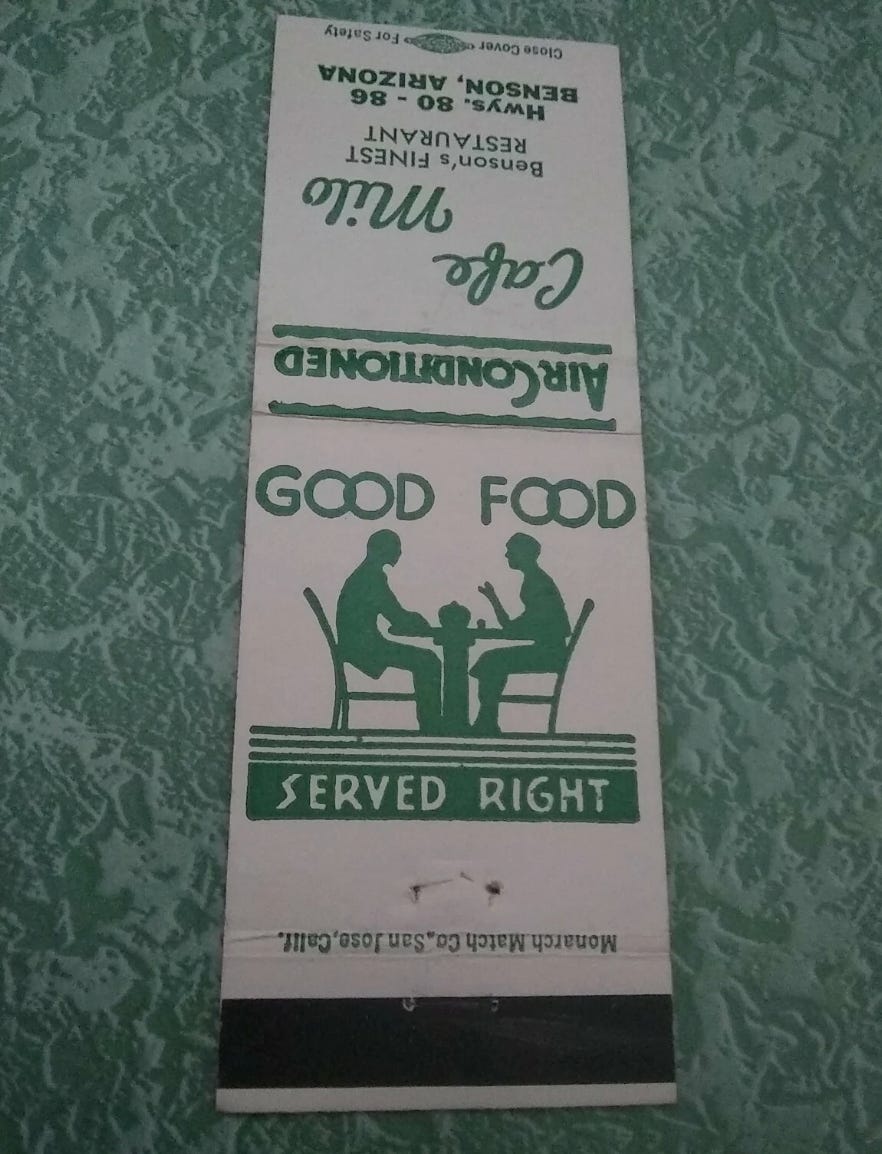 GOOD FOOD
SERVED RIGHT
AIR CONDITIONED
Cafe
Milo
Benson's FINEST
RESTAURANT
Hwys. 80 - 86
BENSON, ARIZONA
Close Cover For Safety
Monarch Match Co., San Jose, Calif.